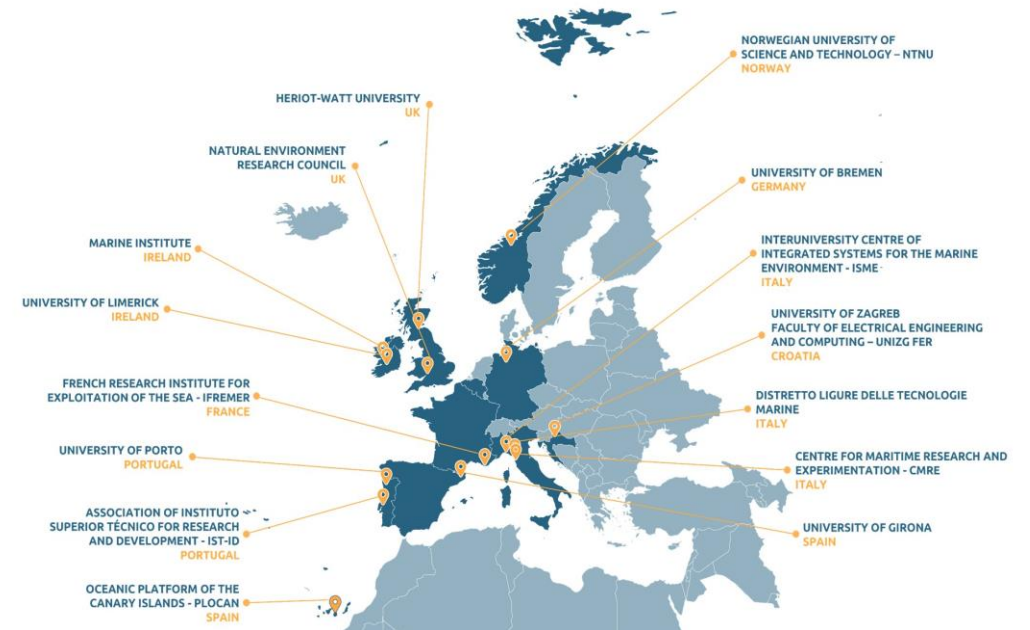 NORWEGIAN UNIVERSITY OF
SCIENCE AND TECHNOLOGY – NTNU
NORWAY
HERIOT-WATT UNIVERSITY
UK
NATURAL ENVIRONMENT
RESEARCH COUNCIL
UK
UNIVERSITY OF BREMEN
GERMANY
MARINE INSTITUTE
IRELAND
INTERUNIVERSITY CENTRE OF
INTEGRATED SYSTEMS FOR THE MARINE
ENVIRONMENT - ISME
ITALY
UNIVERSITY OF LIMERICK
IRELAND
UNIVERSITY OF ZAGREB
FACULTY OF ELECTRICAL ENGINEERING
AND COMPUTING – UNIZG FER
CROATIA
FRENCH RESEARCH INSTITUTE FOR
EXPLOITATION OF THE SEA - IFREMER
FRANCE
DISTRETTO LIGURE DELLE TECNOLOGIE
MARINE
ITALY
UNIVERSITY OF PORTO
PORTUGAL
CENTRE FOR MARITIME RESEARCH AND
EXPERIMENTATION - CMRE
ITALY
ASSOCIATION OF INSTITUTO
SUPERIOR TÉCNICO FOR RESEARCH
AND DEVELOPMENT - IST-ID
PORTUGAL
UNIVERSITY OF GIRONA
SPAIN
OCEANIC PLATFORM OF THE
CANARY ISLANDS - PLOCAN
SPAIN